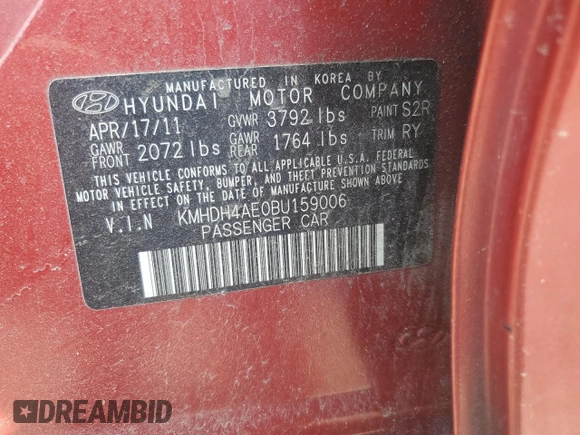 MANUFACTURED IN KOREA BY
HYUNDAI MOTOR COMPANY
APR/17/11 GVWR 3792 lbs PAINT S2R
GAWR FRONT 2072 lbs GAWR REAR 1764 lbs TRIM RY
THIS VEHICLE CONFORMS TO ALL APPLICABLE U.S.A. FEDERAL
MOTOR VEHICLE SAFETY, BUMPER, AND THEFT PREVENTION STANDARDS
IN EFFECT ON THE DATE OF MANUFACTURE SHOWN ABOVE.
V.I.N KMHDH4AE0BU159006
PASSENGER CAR
DREAMBID